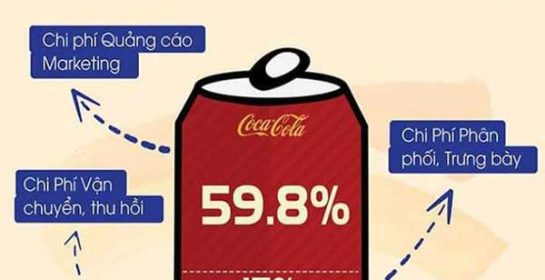 Chi phí Quảng cáo
Marketing
Coca-Cola
Chi Phí Phân
phối, Trưng bày
Chi Phí Vận
chuyển, thu hồi
59.8%